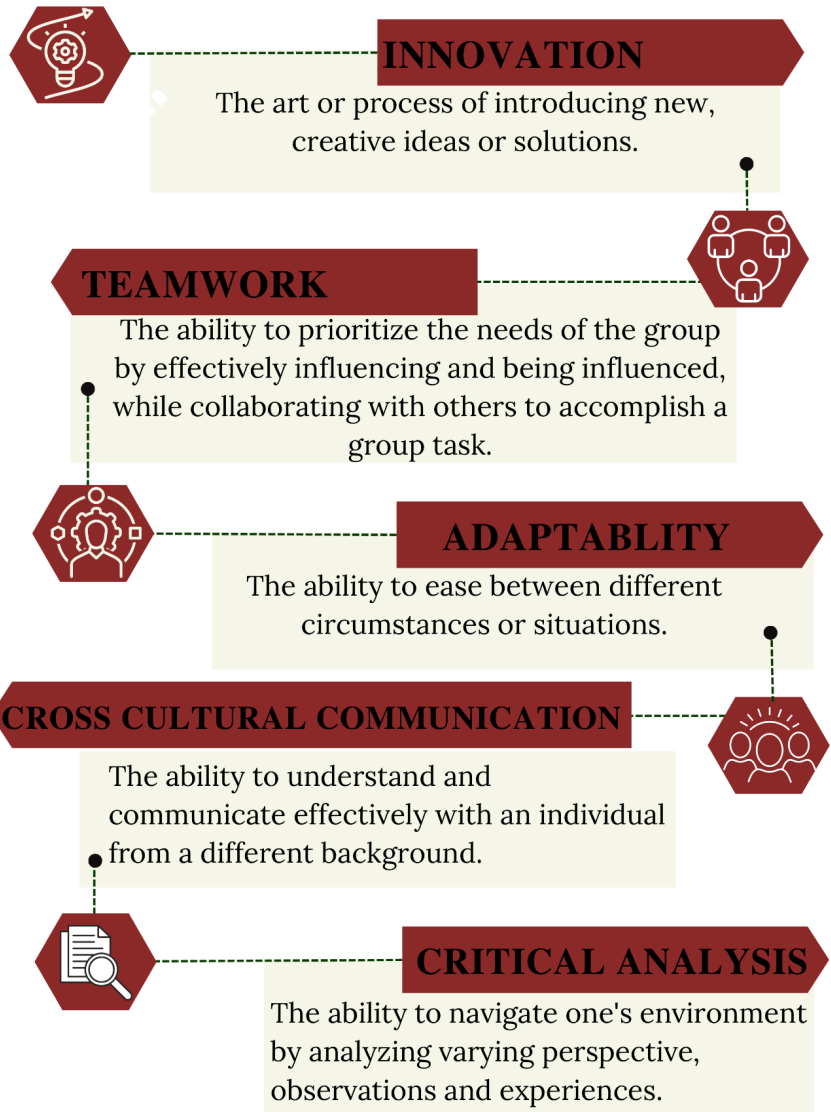 INNOVATION
The art or process of introducing new,
creative ideas or solutions.
TEAMWORK
The ability to prioritize the needs of the group
by effectively influencing and being influenced,
while collaborating with others to accomplish a
group task.
ADAPTABLITY
The ability to ease between different
circumstances or situations.
CROSS CULTURAL COMMUNICATION
The ability to understand and
communicate effectively with an individual
from a different background.
CRITICAL ANALYSIS
The ability to navigate one's environment
by analyzing varying perspective,
observations and experiences.